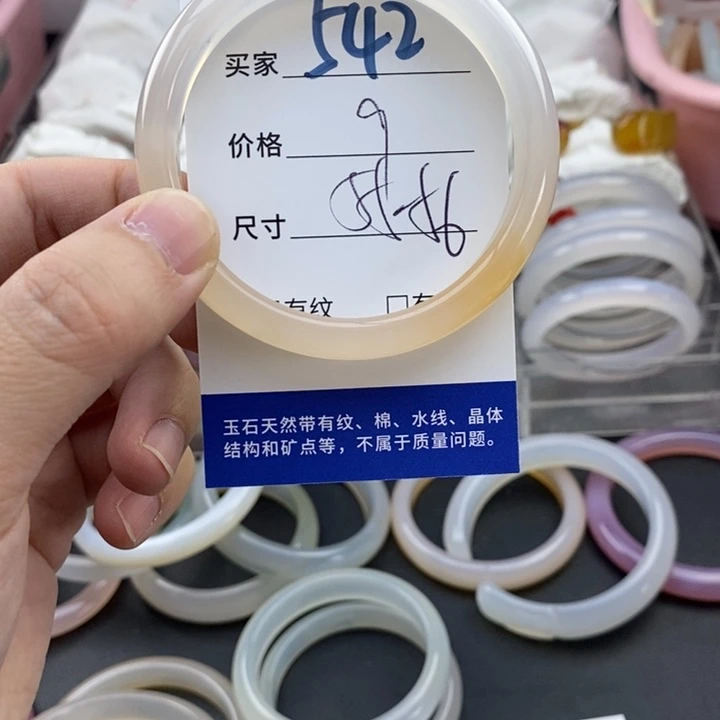 买家 542
价格 9
尺寸 55-56
有纹 □有
玉石天然带有纹、棉、水线、晶体
结构和矿点等，不属于质量问题。